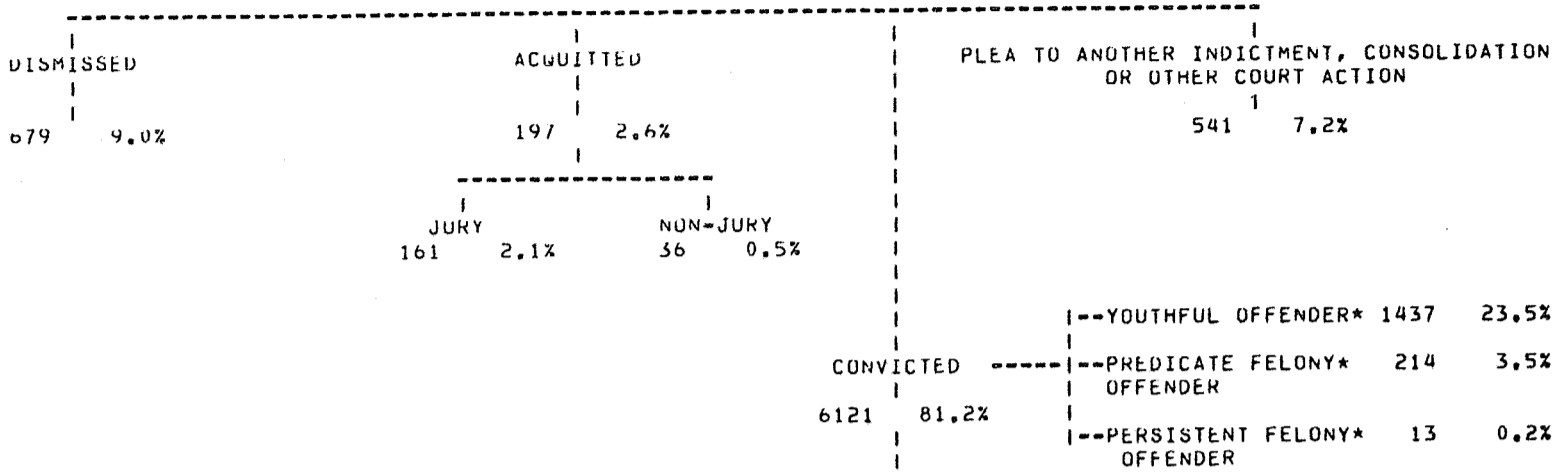 DISMISSED
ACQUITTED
PLEA TO ANOTHER INDICTMENT, CONSOLIDATION
OR OTHER COURT ACTION
679 9.0%
197 2.6%
541 7.2%
JURY
161 2.1%
NON-JURY
36 0.5%
CONVICTED
6121 81.2%
YOUTHFUL OFFENDER* 1437 23.5%
PREDICATE FELONY* 214 3.5%
OFFENDER
PERSISTENT FELONY* 13 0.2%
OFFENDER